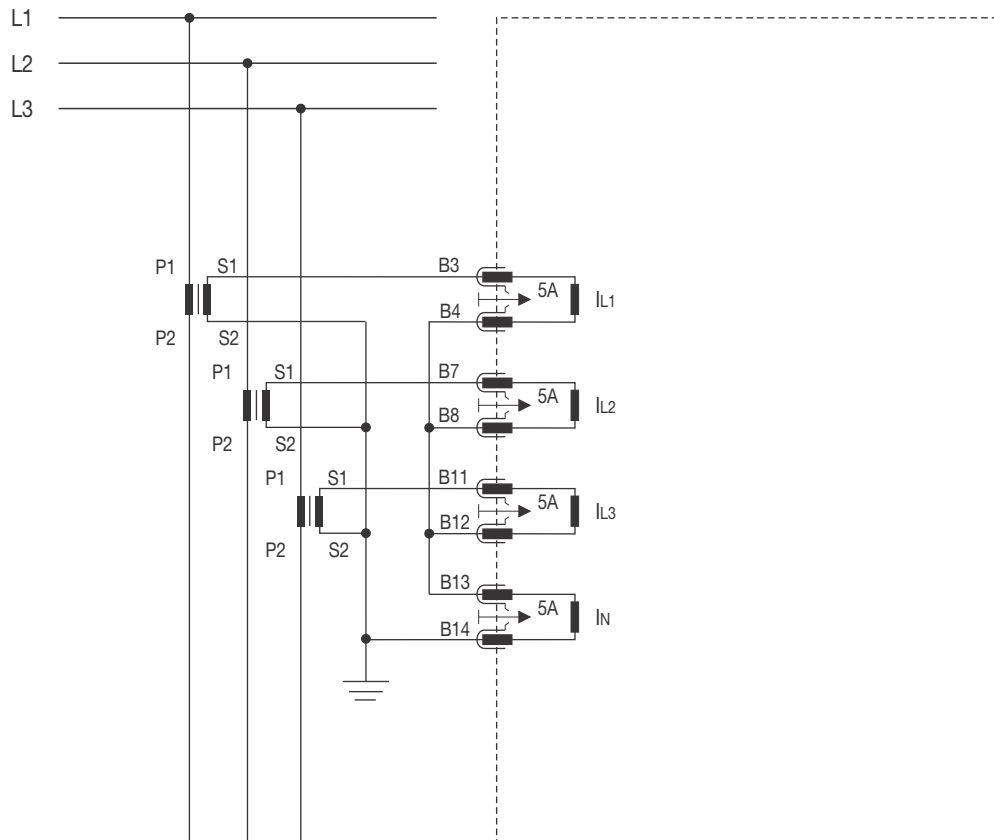 L1
L2
L3
P1 S1 B3
5A IL1
B4
P2 S2
P1 S1 B7
5A IL2
B8
P2 S2
P1 S1 B11
5A IL3
B12
P2 S2
B13
5A IN
B14